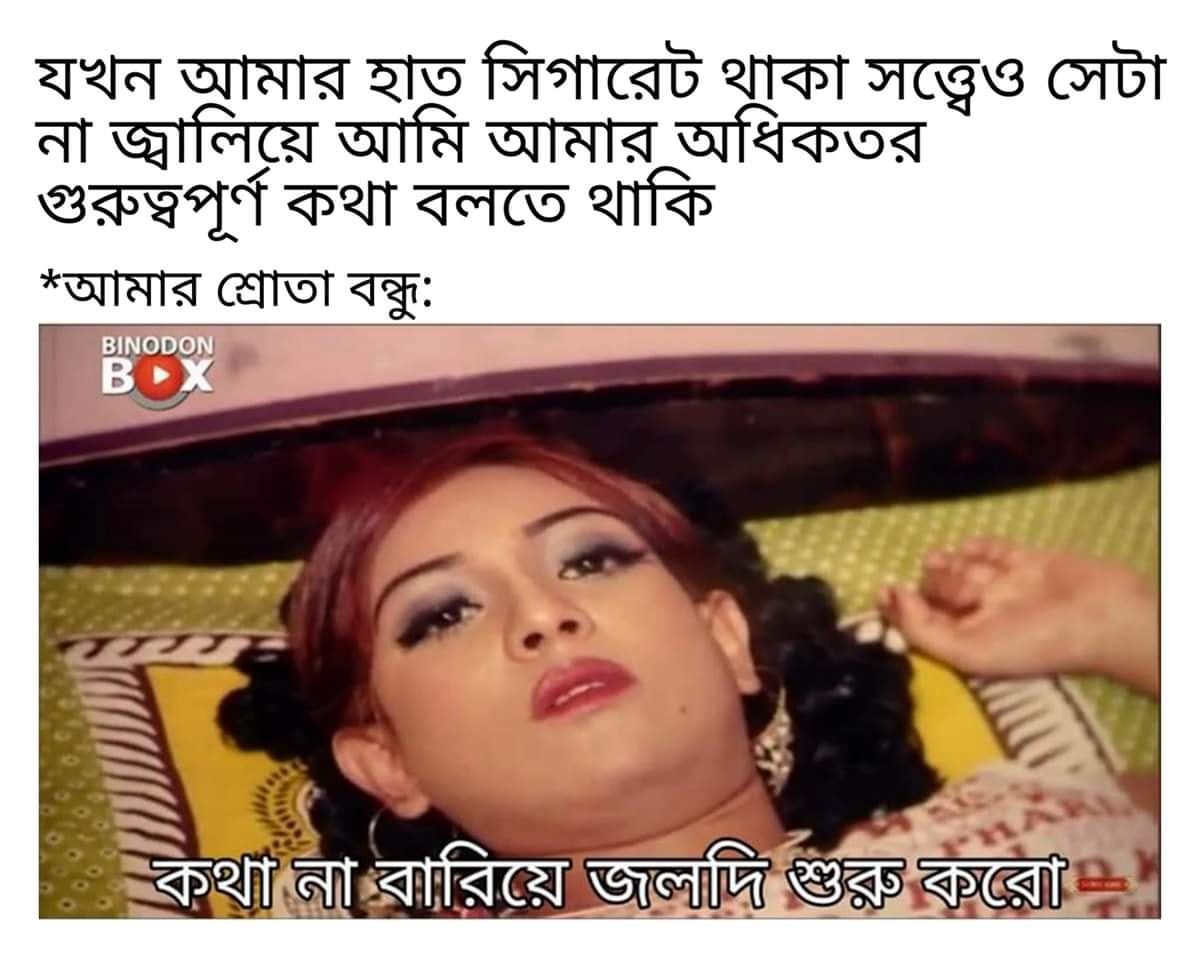 যখন আমার হাত সিগারেট থাকা সত্ত্বেও সেটা
না জ্বালিয়ে আমি আমার অধিকতর
গুরুত্বপূর্ণ কথা বলতে থাকি
*আমার শ্রোতা বন্ধু:
BINODON
BOX
কথা না বারিয়ে জলদি শুরু করো